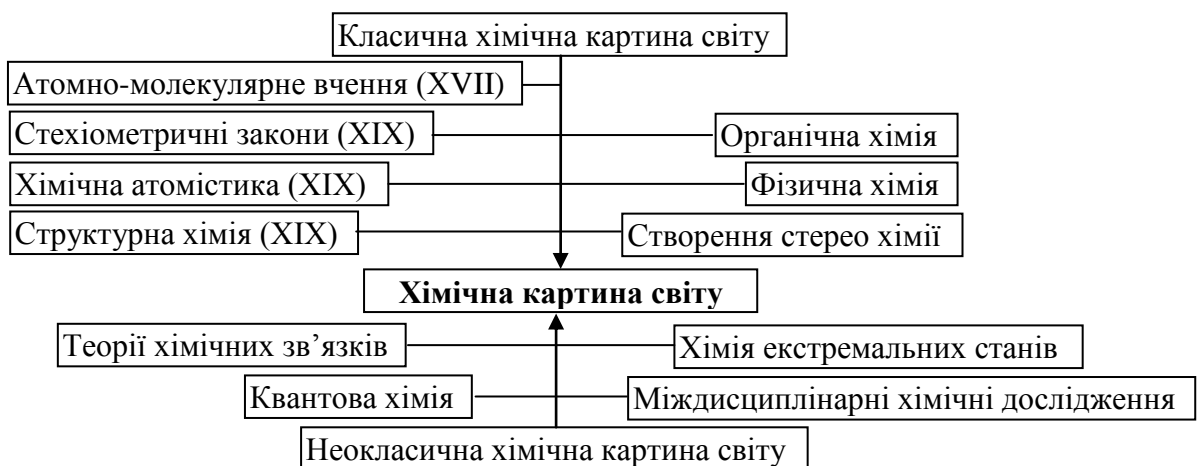 Класична хімічна картина світу
Атомно-молекулярне вчення (XVII)
Стехіометричні закони (XIX)
Органічна хімія
Хімічна атомістика (XIX)
Фізична хімія
Структурна хімія (XIX)
Створення стерео хімії
Хімічна картина світу
Теорії хімічних зв’язків
Хімія екстремальних станів
Квантова хімія
Міждисциплінарні хімічні дослідження
Неокласична хімічна картина світу